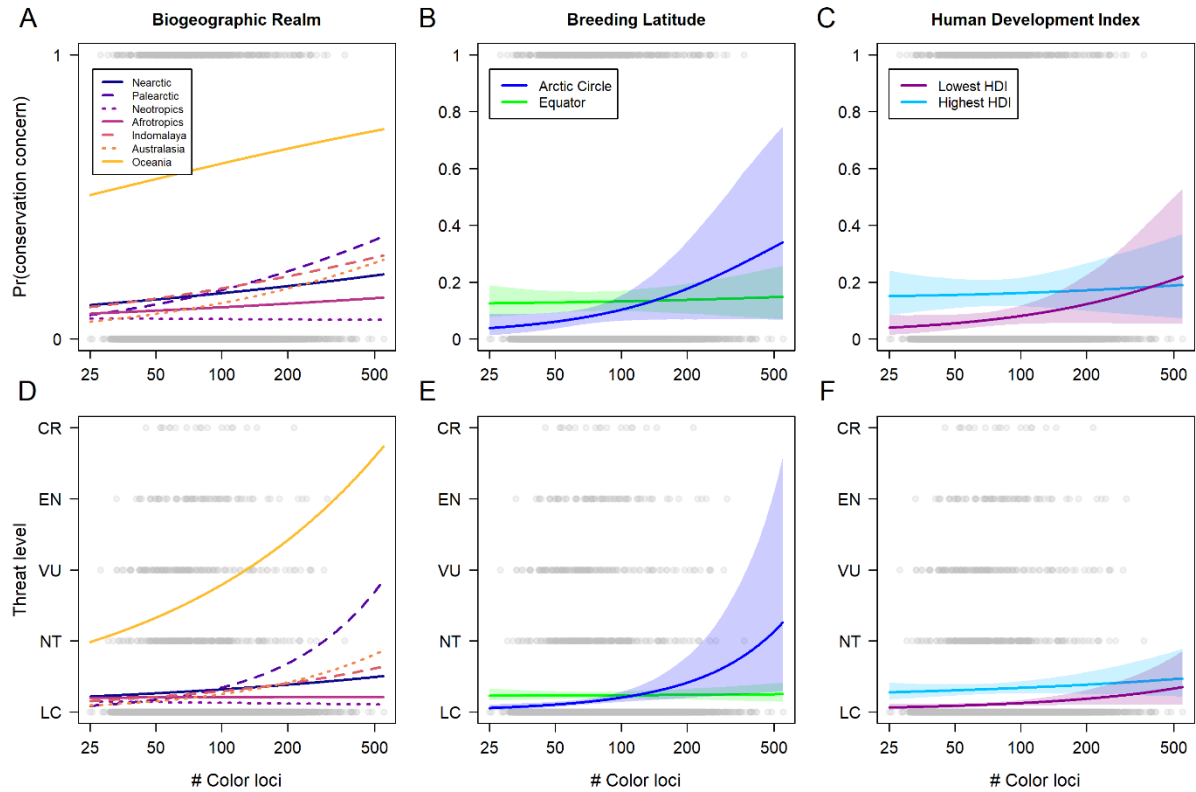 A Biogeographic Realm
B Breeding Latitude
C Human Development Index
Pr(conservation concern)
1
0
Nearctic
Palearctic
Neotropics
Afrotropics
Indomalaya
Australasia
Oceania
25 50 100 200 500
1
0.8
0.6
0.4
0.2
0
Arctic Circle
Equator
25 50 100 200 500
1
0.8
0.6
0.4
0.2
0
Lowest HDI
Highest HDI
25 50 100 200 500
D
Threat level
CR
EN
VU
NT
LC
25 50 100 200 500
# Color loci
E
CR
EN
VU
NT
LC
25 50 100 200 500
# Color loci
F
CR
EN
VU
NT
LC
25 50 100 200 500
# Color loci